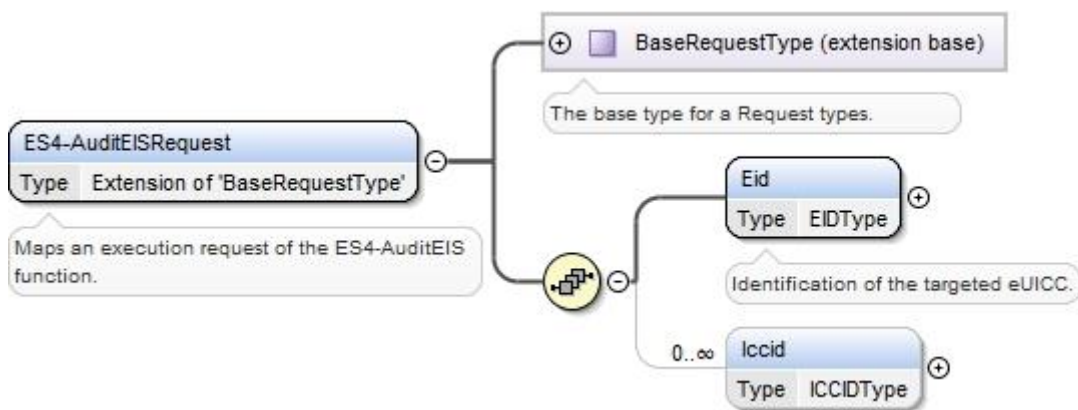 BaseRequestType (extension base)
The base type for a Request types.
ES4-AuditEISRequest
Type Extension of 'BaseRequestType'
Maps an execution request of the ES4-AuditEIS
function.
Eid
Type EIDType
Identification of the targeted eUICC.
0..∞
Iccid
Type ICCIDType